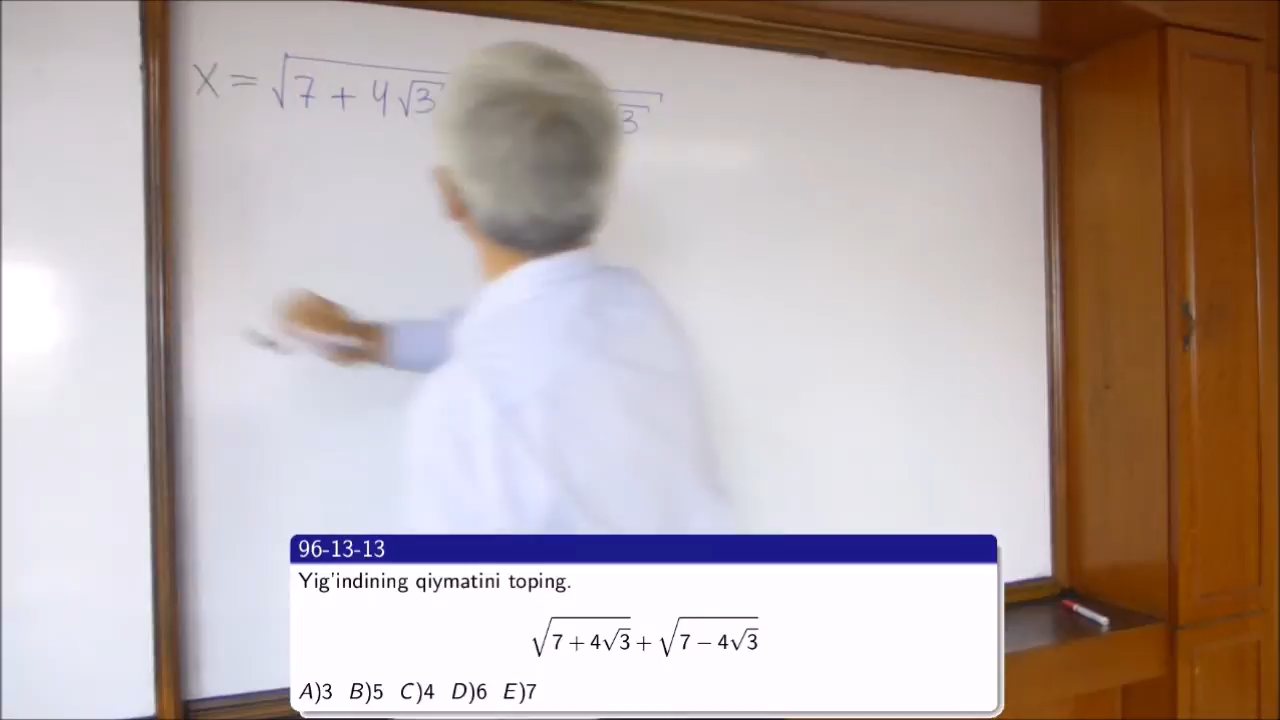 X = √7 + 4√3
3
96-13-13
Yig'indining qiymatini toping.
√(7 + 4√3) + √(7 − 4√3)
A)3 B)5 C)4 D)6 E)7